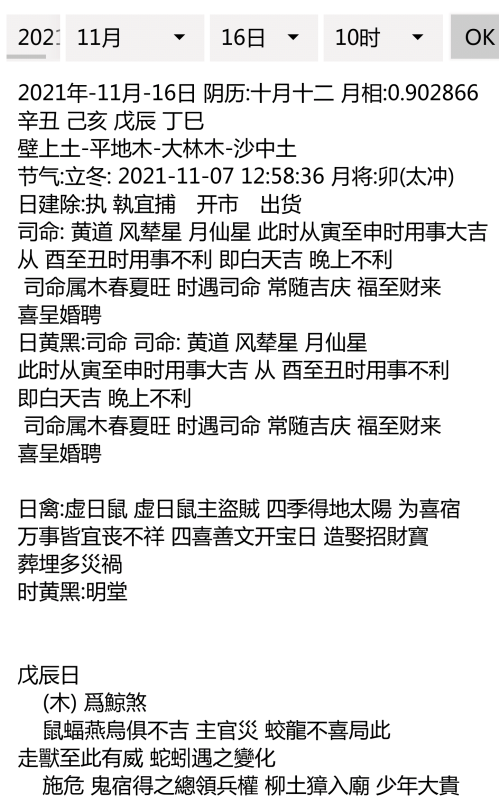 2021 11月 16日 10时 OK
2021年-11月-16日 阴历:十月十二 月相:0.902866
辛丑 己亥 戊辰 丁巳
壁上土-平地木-大林木-沙中土
节气:立冬: 2021-11-07 12:58:36 月将:卯(太冲)
日建除:执 執宜捕 开市 出货
司命: 黄道 风辇星 月仙星 此时从寅至申时用事大吉
从 酉至丑时用事不利 即白天吉 晚上不利
司命属木春夏旺 时遇司命 常随吉庆 福至财来
喜呈婚聘
日黄黑:司命 司命: 黄道 风辇星 月仙星
此时从寅至申时用事大吉 从 酉至丑时用事不利
即白天吉 晚上不利
司命属木春夏旺 时遇司命 常随吉庆 福至财来
喜呈婚聘
日禽:虚日鼠 虚日鼠主盜賊 四季得地太陽 为喜宿
万事皆宜丧不祥 四喜善文开宝日 造娶招財寶
葬埋多災禍
时黄黑:明堂
戊辰日
(木) 爲鯨煞
鼠蝠燕烏俱不吉 主官災 蛟龍不喜局此
走獸至此有威 蛇蚓遇之變化
施危 鬼宿得之總領兵權 柳土獐入廟 少年大貴